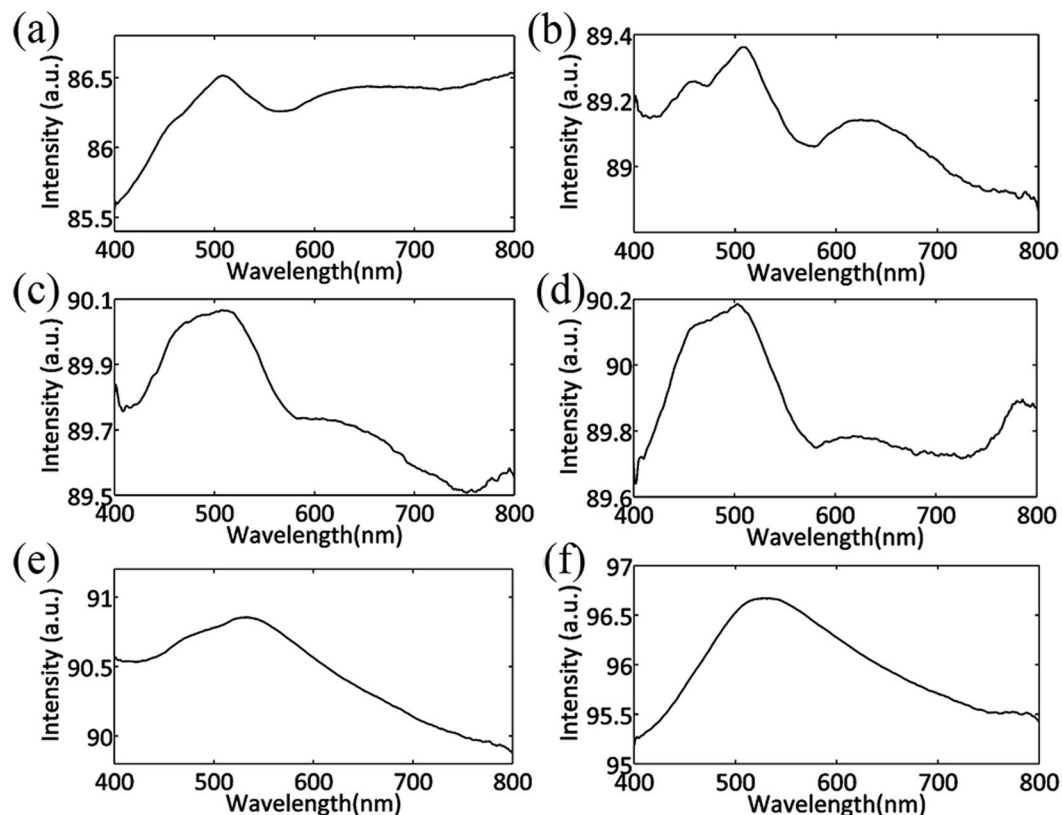 (a)
Intensity (a.u.)
86.5
86
85.5
400 500 600 700 800
Wavelength(nm)
(b)
Intensity (a.u.)
89.4
89.2
89
400 500 600 700 800
Wavelength(nm)
(c)
Intensity (a.u.)
90.1
89.9
89.7
89.5
400 500 600 700 800
Wavelength(nm)
(d)
Intensity (a.u.)
90.2
90
89.8
89.6
400 500 600 700 800
Wavelength(nm)
(e)
Intensity (a.u.)
91
90.5
90
400 500 600 700 800
Wavelength(nm)
(f)
Intensity (a.u.)
97
96.5
96
95.5
95
400 500 600 700 800
Wavelength(nm)